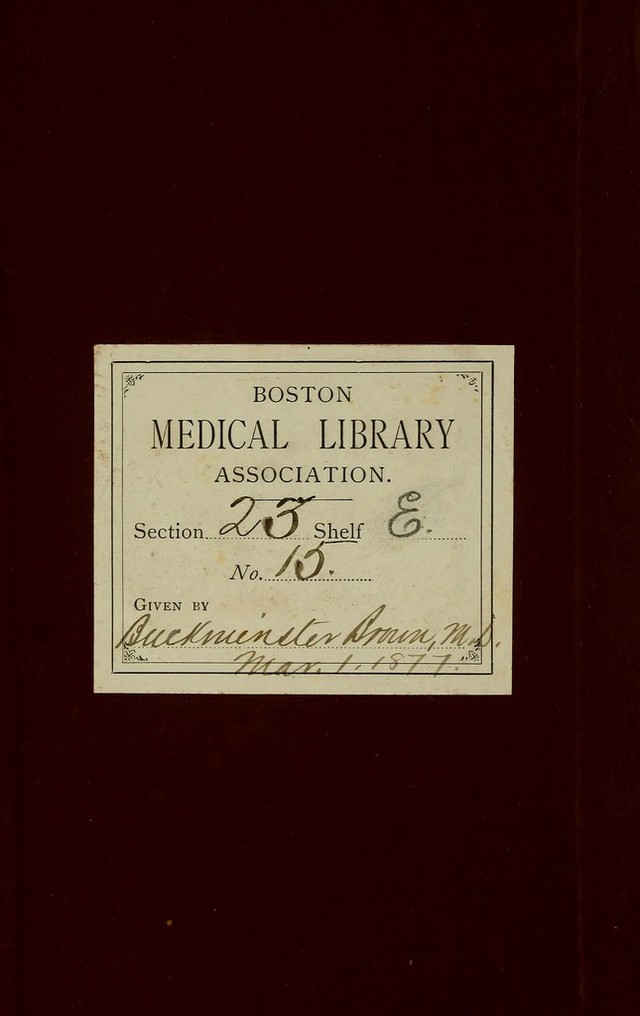 BOSTON
MEDICAL LIBRARY
ASSOCIATION.
Section 23 Shelf E.
No. 15.
GIVEN BY
Buckminster Brown, M.D.
Mar. 1. 1877.